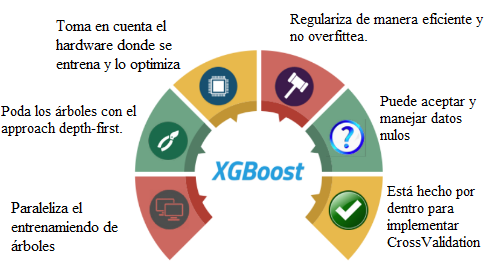 Toma en cuenta el
hardware donde se
entrena y lo optimiza
Regulariza de manera eficiente y
no overfittea.
Poda los árboles con el
approach depth-first.
Puede aceptar y
manejar datos
nulos
?
XGBoost
Paraleliza el
entrenamiendo de
árboles
Está hecho por
dentro para
implementar
CrossValidation